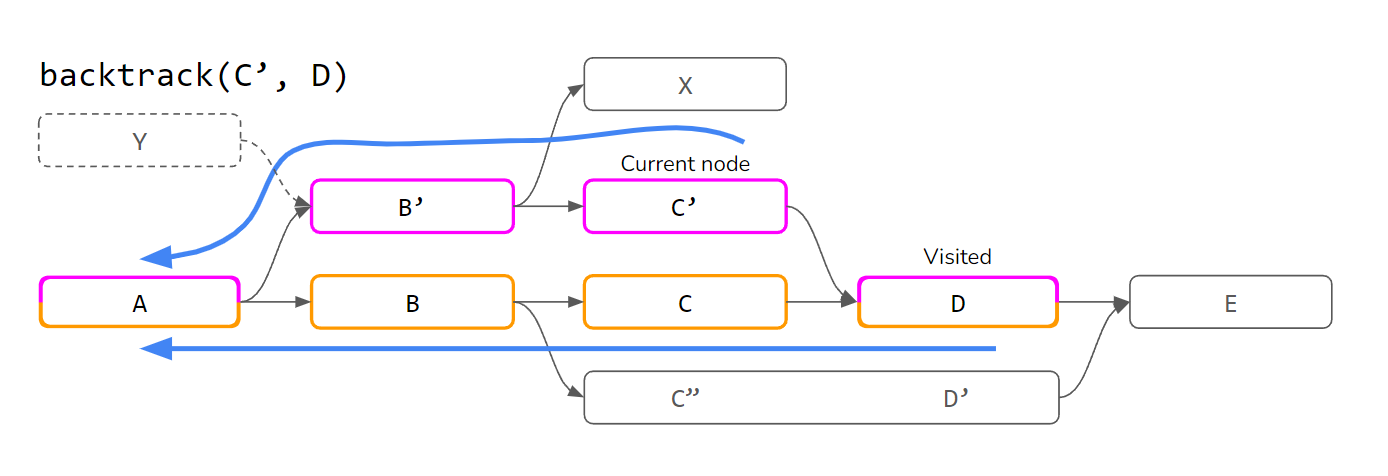 backtrack(C’, D)
X
Y
Current node
B’
C’
Visited
A
B
C
D
E
C”
D’